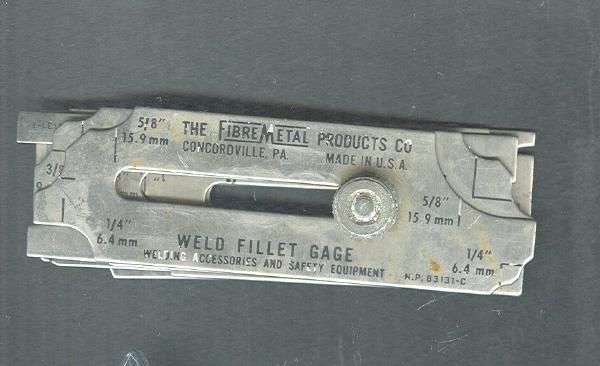 5/8"
15.9 mm
3/8
1/4"
6.4 mm
THE FIBREMETAL PRODUCTS CO
CONCORDVILLE, PA. MADE IN U.S.A.
1"
WELD FILLET GAGE
WELDING ACCESSORIES AND SAFETY EQUIPMENT
5/8"
15.9 mm
1/4"
6.4 mm
N.P. 83131-C